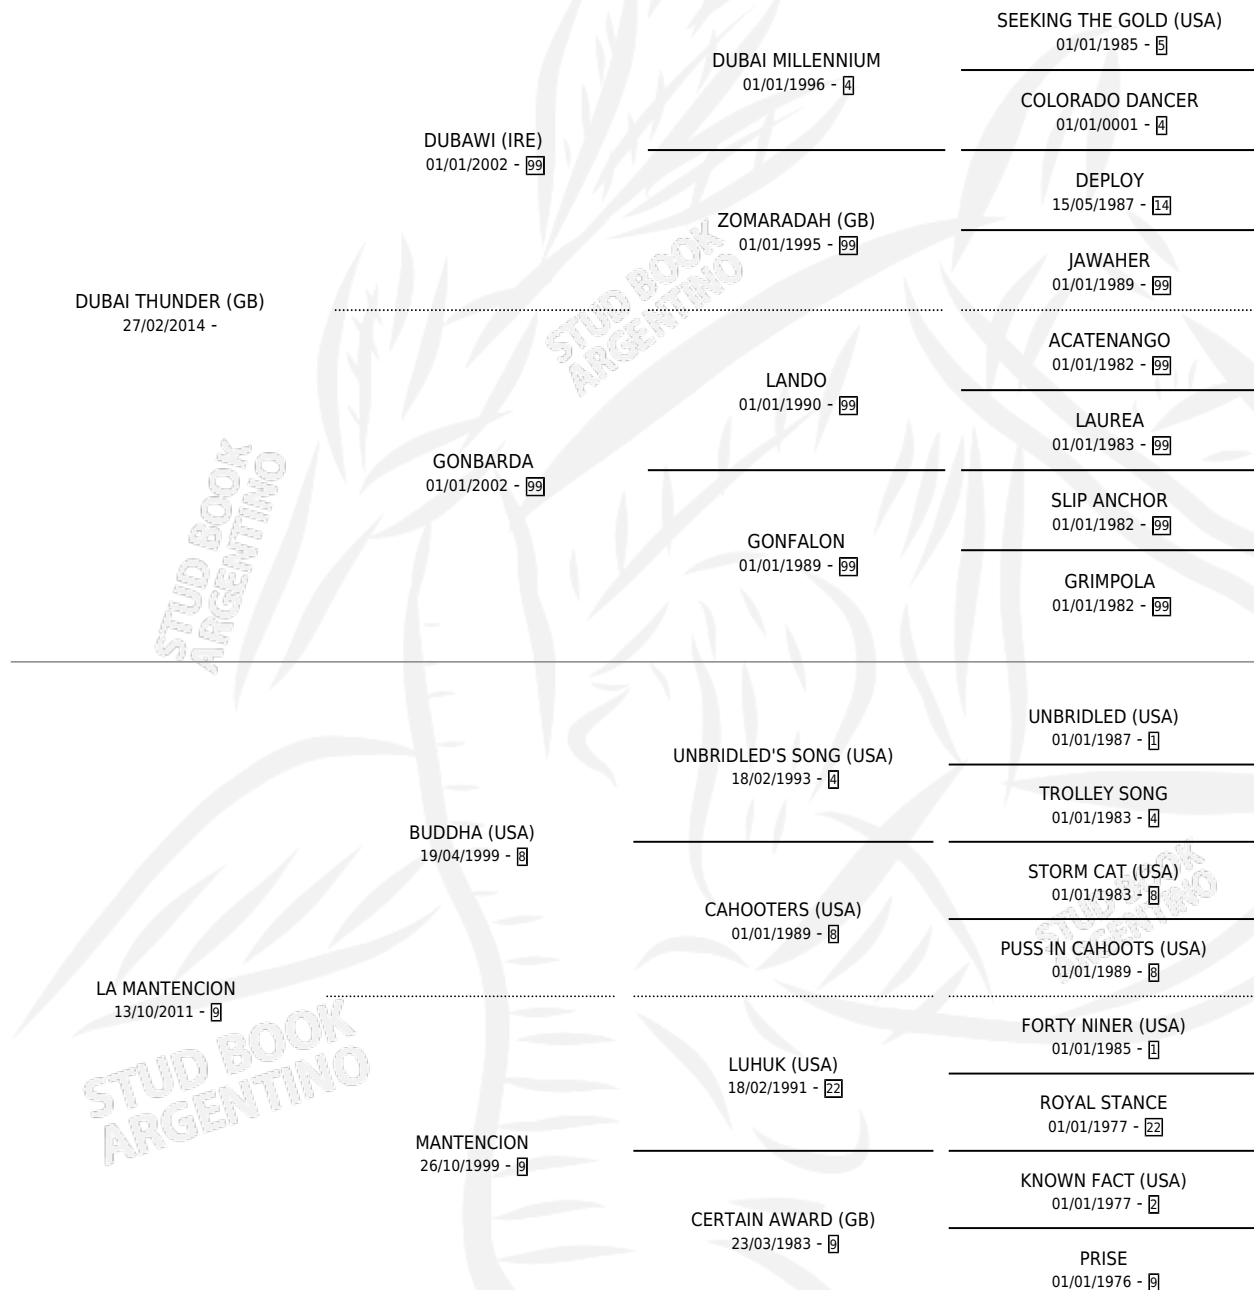 SEEKING THE GOLD (USA)
01/01/1985 - 5
DUBAI MILLENNIUM
01/01/1996 - 4
COLORADO DANCER
01/01/0001 - 4
DUBAWI (IRE)
01/01/2002 - 99
DEPLOY
15/05/1987 - 14
ZOMARADAH (GB)
01/01/1995 - 99
JAWAHER
01/01/1989 - 99
DUBAI THUNDER (GB)
27/02/2014 -
ACATENANGO
01/01/1982 - 99
LANDO
01/01/1990 - 99
LAUREA
01/01/1983 - 99
GONBARDA
01/01/2002 - 99
SLIP ANCHOR
01/01/1982 - 99
GONFALON
01/01/1989 - 99
GRIMPOLA
01/01/1982 - 99
STUD BOOK
ARGENTINO
STUD BOOK
ARGENTINO
UNBRIDLED (USA)
01/01/1987 - 1
UNBRIDLED'S SONG (USA)
18/02/1993 - 4
TROLLEY SONG
01/01/1983 - 4
BUDDHA (USA)
19/04/1999 - 8
STORM CAT (USA)
01/01/1983 - 8
CAHOOTERS (USA)
01/01/1989 - 8
PUSS IN CAHOOTS (USA)
01/01/1989 - 8
STUD BOOK
ARGENTINO
LA MANTENCION
13/10/2011 - 9
FORTY NINER (USA)
01/01/1985 - 1
LUHUK (USA)
18/02/1991 - 22
ROYAL STANCE
01/01/1977 - 22
MANTENCION
26/10/1999 - 9
KNOWN FACT (USA)
01/01/1977 - 2
CERTAIN AWARD (GB)
23/03/1983 - 9
PRISE
01/01/1976 - 9
STUD BOOK
ARGENTINO